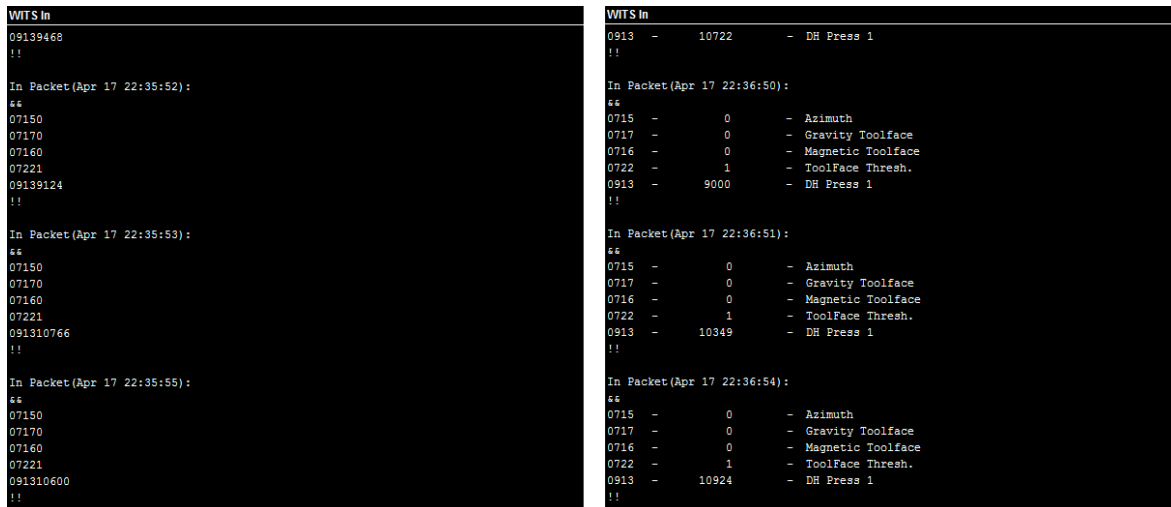 WITS In
09139468
!!
In Packet(Apr 17 22:35:52):
&&
07150
07170
07160
07221
09139124
!!
In Packet(Apr 17 22:35:53):
&&
07150
07170
07160
07221
091310766
!!
In Packet(Apr 17 22:35:55):
&&
07150
07170
07160
07221
091310600
!!
WITS In
0913 - 10722 - DH Press 1
!!
In Packet(Apr 17 22:36:50):
&&
0715 - 0 - Azimuth
0717 - 0 - Gravity Toolface
0716 - 0 - Magnetic Toolface
0722 - 1 - ToolFace Thresh.
0913 - 9000 - DH Press 1
!!
In Packet(Apr 17 22:36:51):
&&
0715 - 0 - Azimuth
0717 - 0 - Gravity Toolface
0716 - 0 - Magnetic Toolface
0722 - 1 - ToolFace Thresh.
0913 - 10349 - DH Press 1
!!
In Packet(Apr 17 22:36:54):
&&
0715 - 0 - Azimuth
0717 - 0 - Gravity Toolface
0716 - 0 - Magnetic Toolface
0722 - 1 - ToolFace Thresh.
0913 - 10924 - DH Press 1
!!